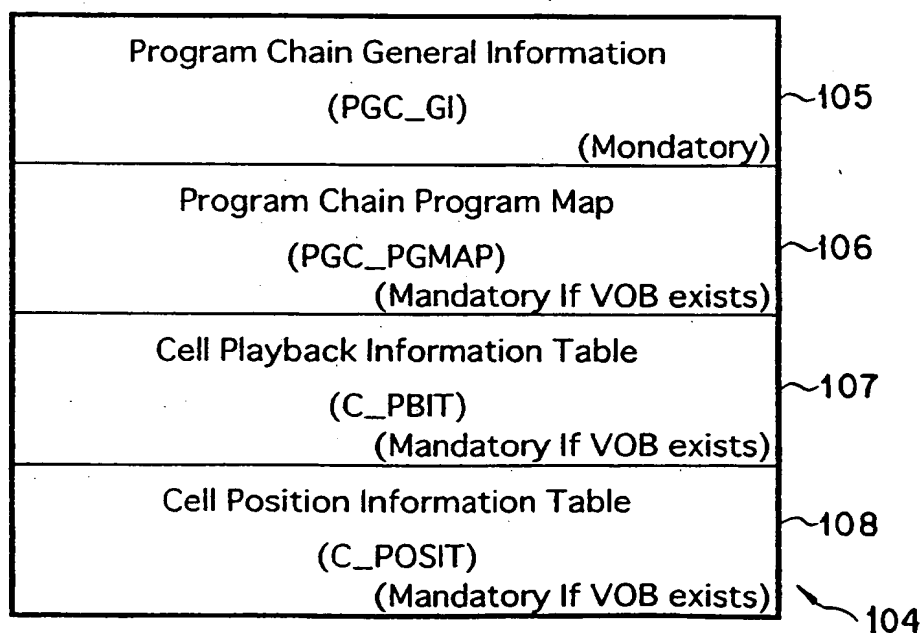 Program Chain General Information
(PGC_GI)
(Mondatory)
105
Program Chain Program Map
(PGC_PGMAP)
(Mandatory If VOB exists)
106
Cell Playback Information Table
(C_PBIT)
(Mandatory If VOB exists)
107
Cell Position Information Table
(C_POSIT)
(Mandatory If VOB exists)
108
104